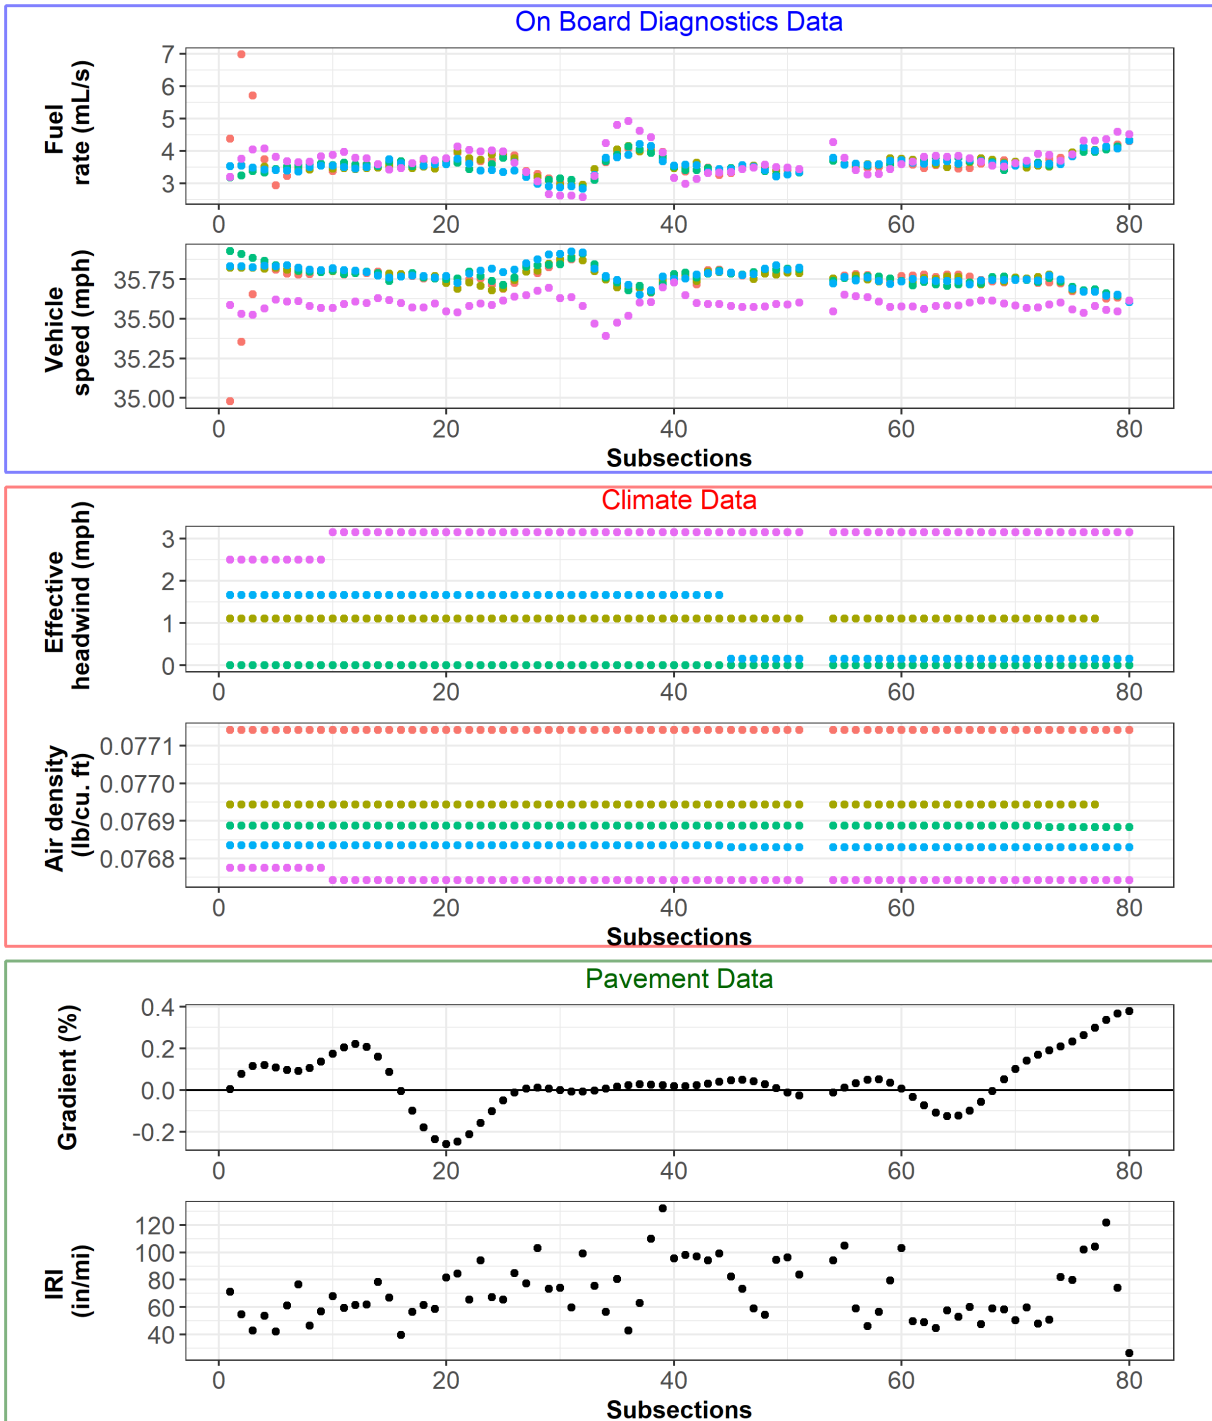 On Board Diagnostics Data
Fuel
rate (mL/s)
7
6
5
4
3
0 20 40 60 80
Vehicle
speed (mph)
35.75
35.50
35.25
35.00
0 20 40 60 80
Subsections
Climate Data
Effective
headwind (mph)
3
2
1
0
0 20 40 60 80
Air density
(lb/cu. ft)
0.0771
0.0770
0.0769
0.0768
0 20 40 60 80
Subsections
Pavement Data
Gradient (%)
0.4
0.2
0.0
-0.2
0 20 40 60 80
IRI
(in/mi)
120
100
80
60
40
0 20 40 60 80
Subsections